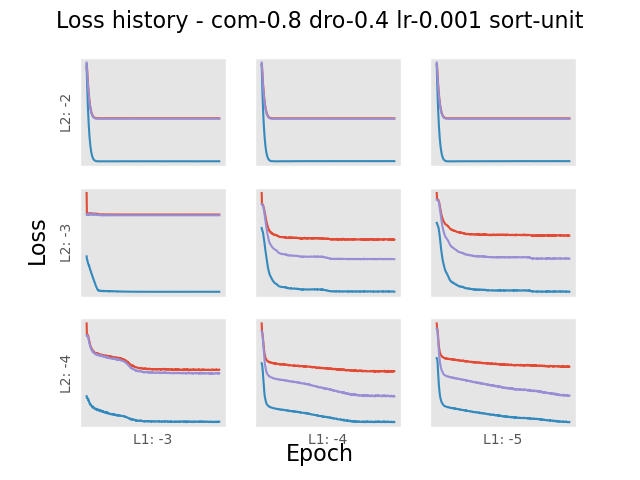 Loss history - com-0.8 dro-0.4 lr-0.001 sort-unit
L2: -2
L2: -3
L2: -4
Loss
L1: -3
L1: -4
L1: -5
Epoch